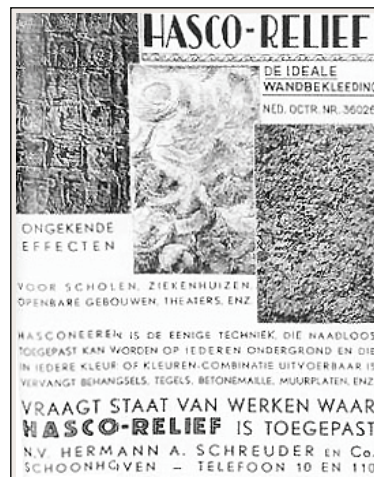 HASCO-RELIEF
DE IDEALE
WANDBEKLEEDING
NED. OCTR. NR. 36026
ONGEKENDE
EFFECTEN
VOOR SCHOLEN, ZIEKENHUIZEN,
OPENBARE GEBOUWEN, THEATERS, ENZ.
HASCONEEREN IS DE EENIGE TECHNIEK, DIE NAADLOOS
TOEGEPAST KAN WORDEN OP IEDEREN ONDERGROND EN DIE
IN IEDERE KLEUR OF KLEUREN-COMBINATIE UITVOERBAAR IS
VERVANGT BEHANGSELS, TEGELS, BETONEMAILLE, MUURPLATEN, ENZ.
VRAAGT STAAT VAN WERKEN WAAR
HASCO-RELIEF IS TOEGEPAST
N.V. HERMANN A. SCHREUDER EN Co.
SCHOONHOVEN – TELEFOON 10 EN 110